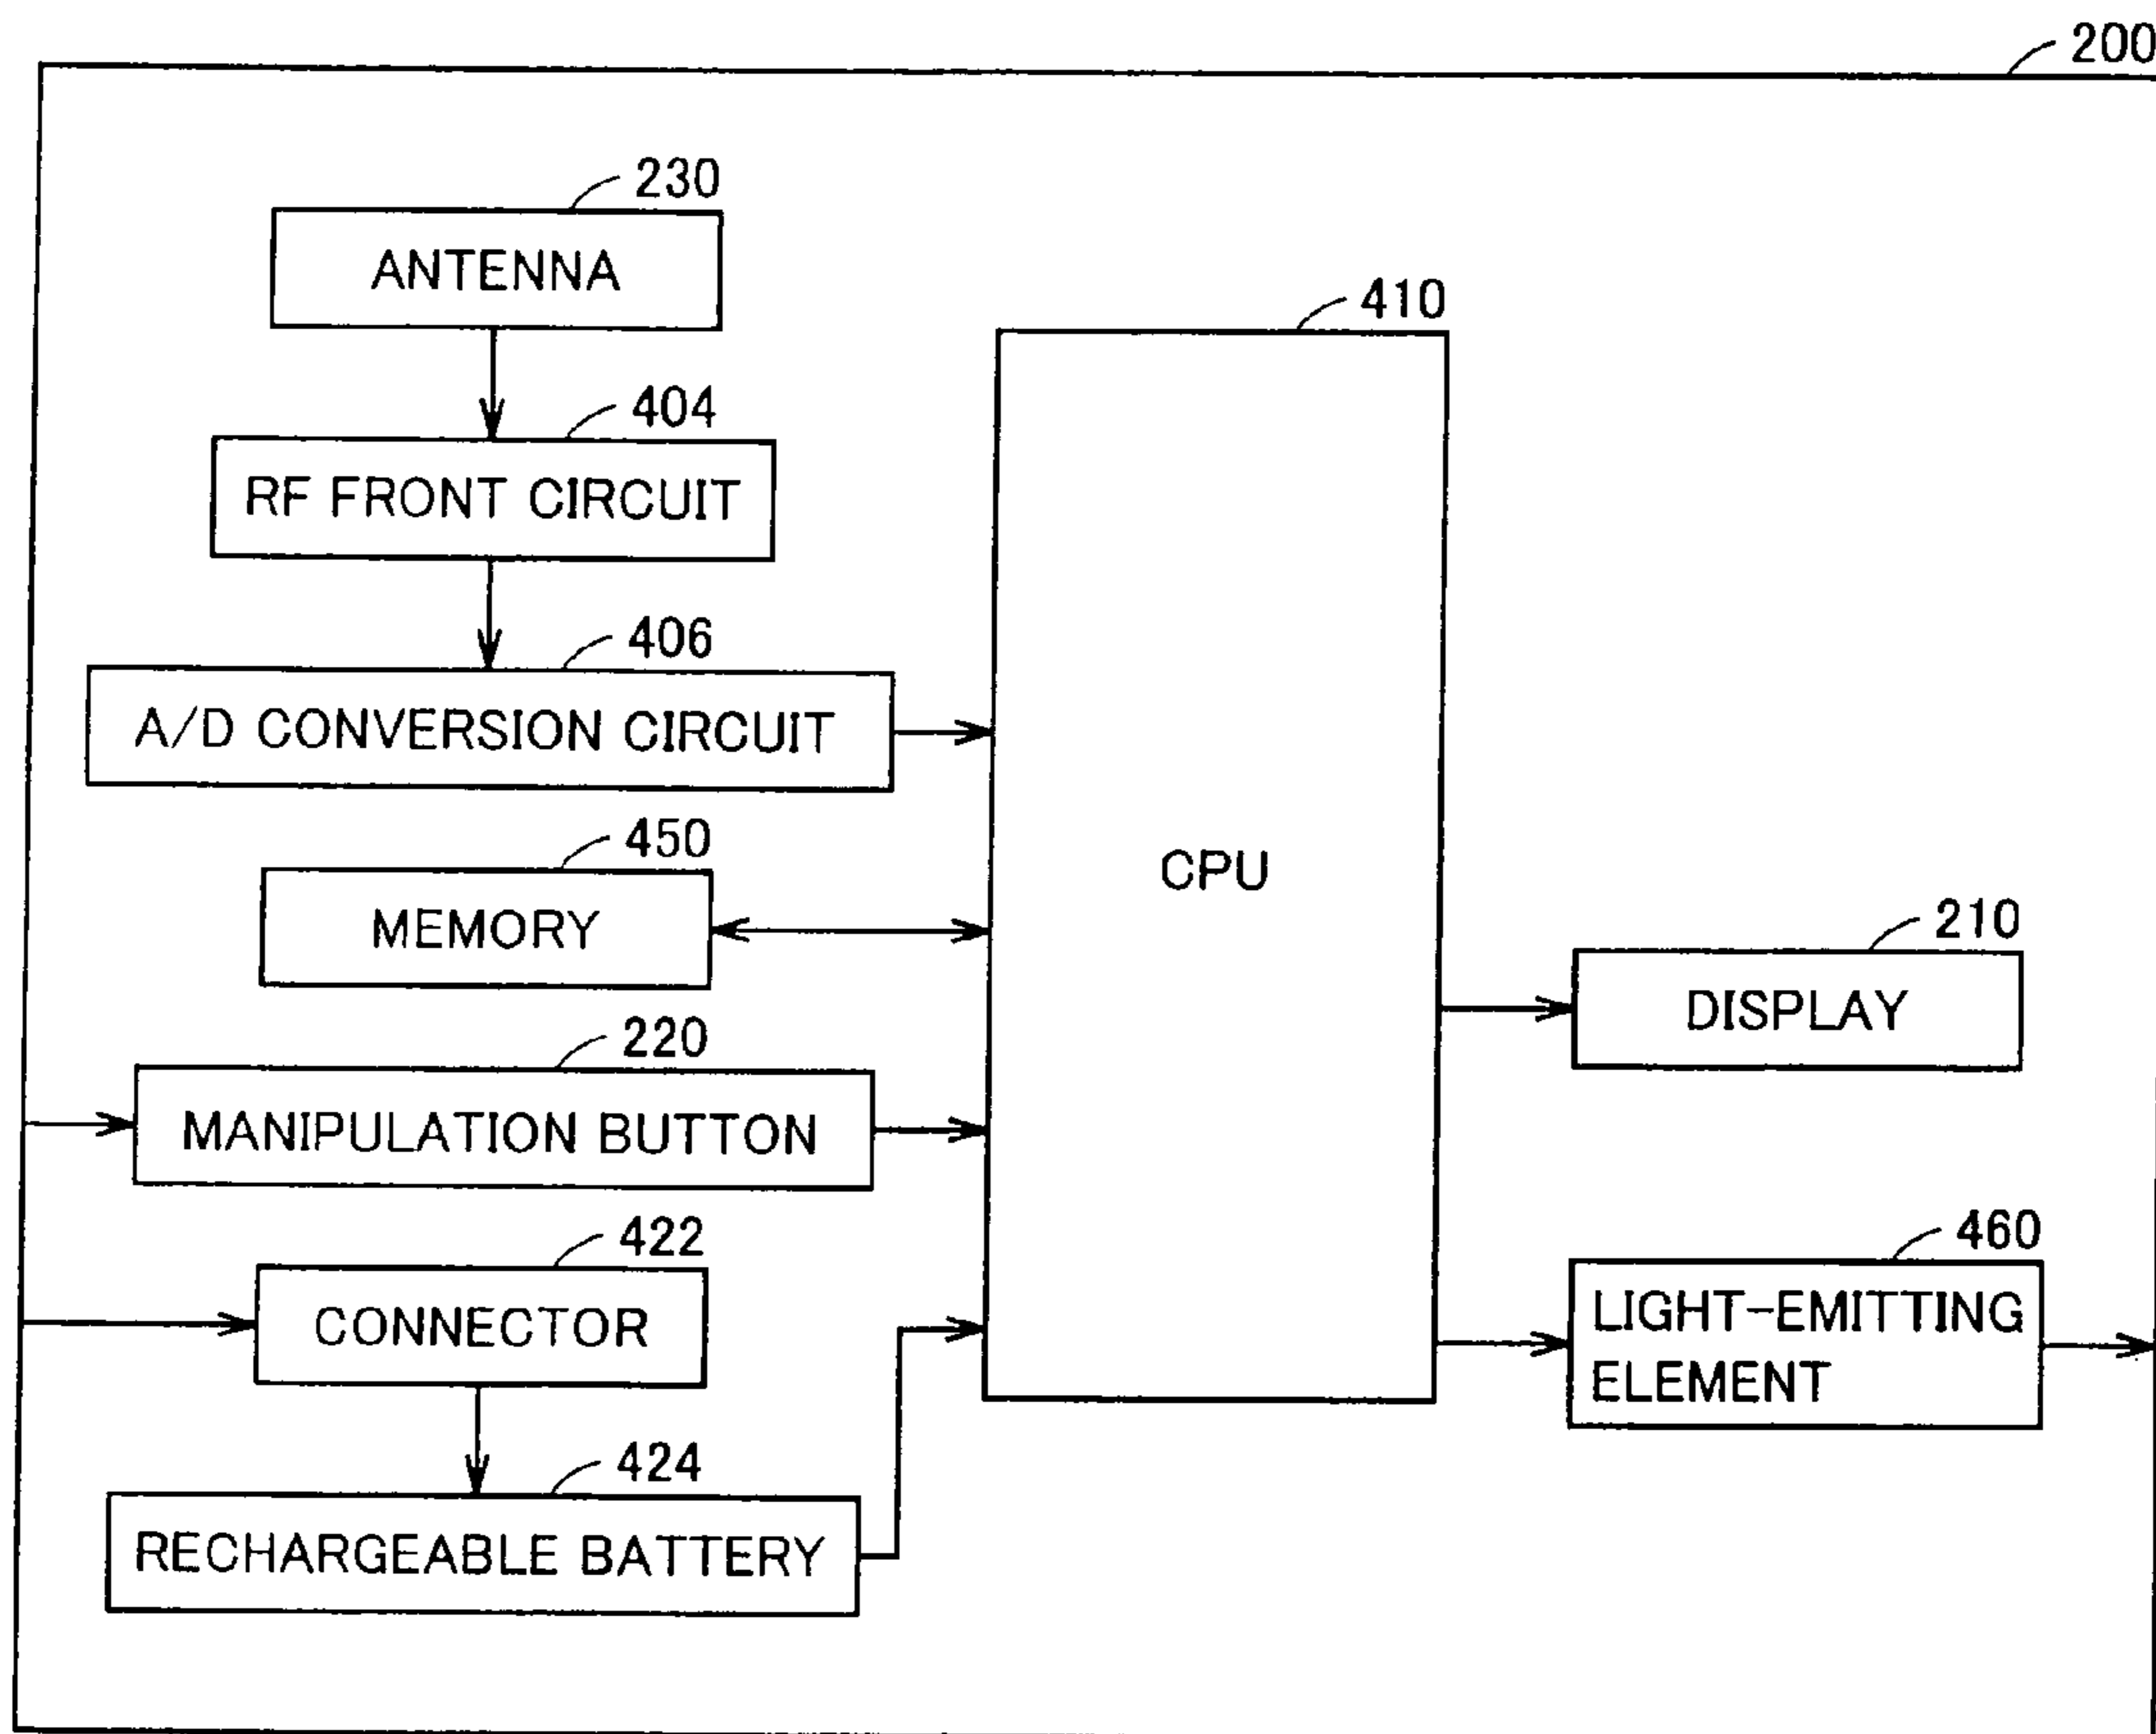 200
230
ANTENNA
410
404
RF FRONT CIRCUIT
406
A/D CONVERSION CIRCUIT
450
CPU
MEMORY
210
DISPLAY
220
MANIPULATION BUTTON
422
460
CONNECTOR
LIGHT-EMITTING
ELEMENT
424
RECHARGEABLE BATTERY